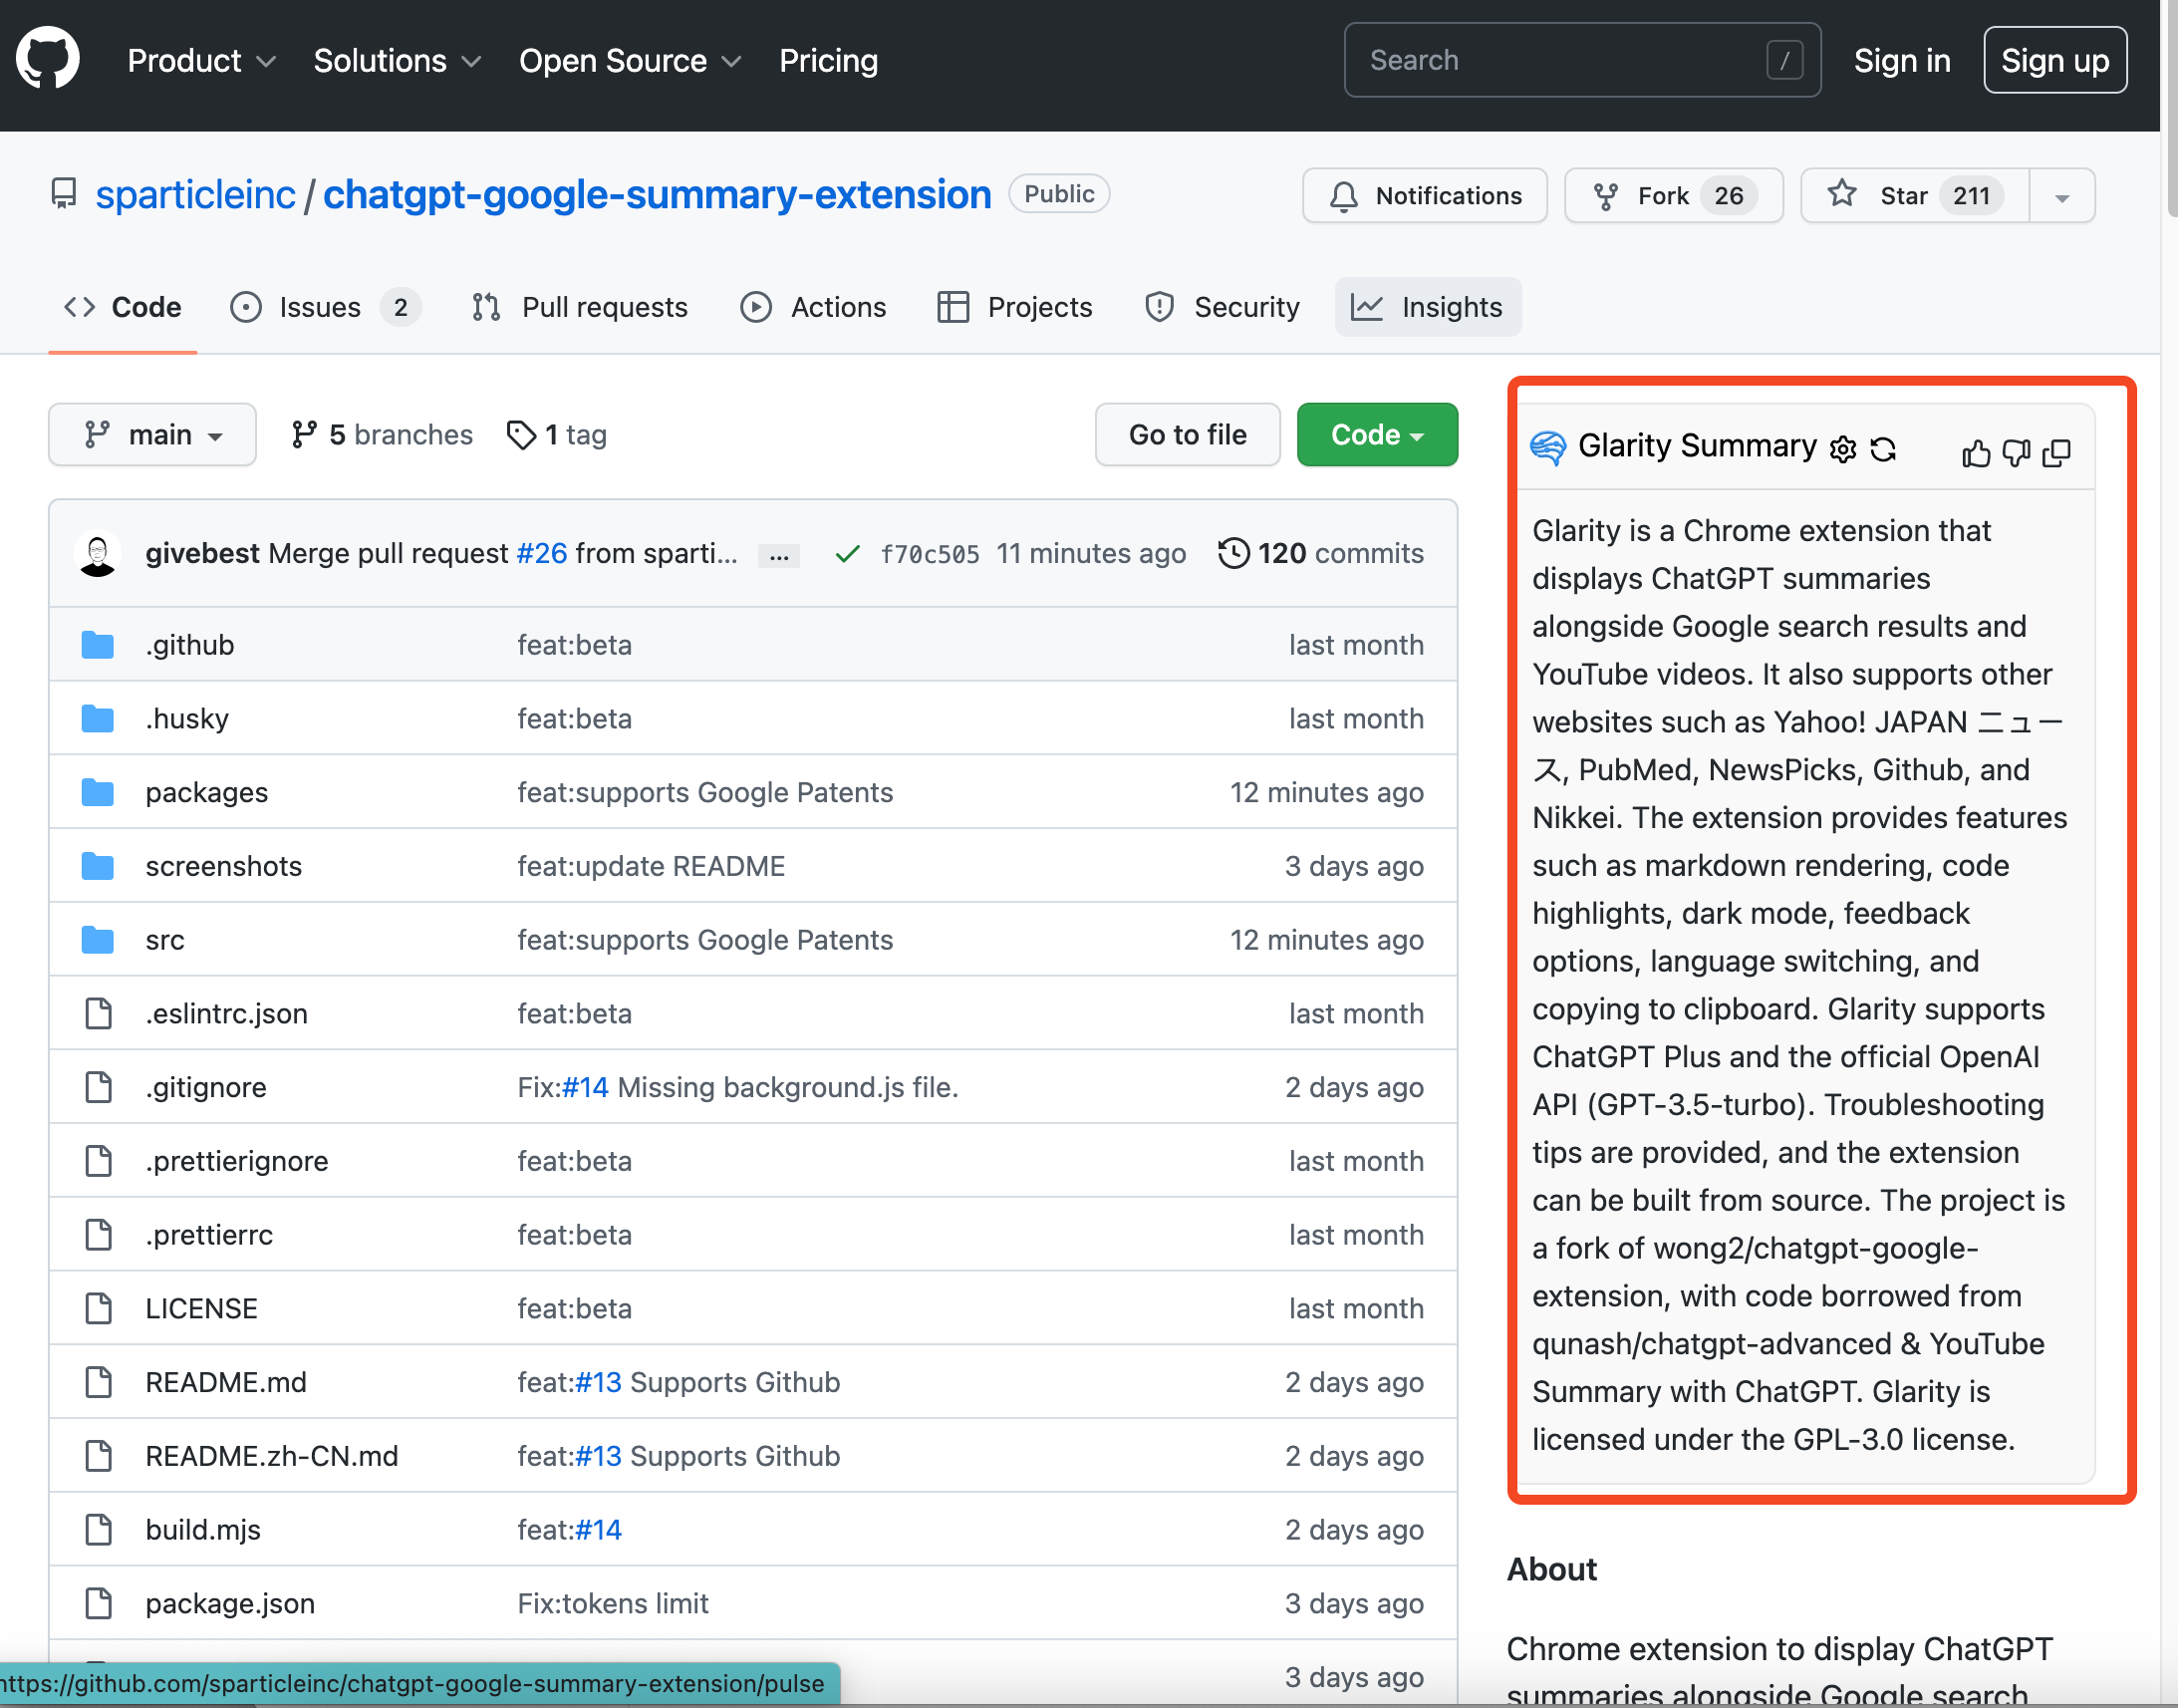 Product Solutions Open Source Pricing Search / Sign in Sign up
sparticleinc / chatgpt-google-summary-extension Public Notifications Fork 26 Star 211
Code Issues 2 Pull requests Actions Projects Security Insights
main 5 branches 1 tag Go to file Code
givebest Merge pull request #26 from sparti... ... f70c505 11 minutes ago 120 commits
.github feat:beta last month
.husky feat:beta last month
packages feat:supports Google Patents 12 minutes ago
screenshots feat:update README 3 days ago
src feat:supports Google Patents 12 minutes ago
.eslintrc.json feat:beta last month
.gitignore Fix:#14 Missing background.js file. 2 days ago
.prettierignore feat:beta last month
.prettierrc feat:beta last month
LICENSE feat:beta last month
README.md feat:#13 Supports Github 2 days ago
README.zh-CN.md feat:#13 Supports Github 2 days ago
build.mjs feat:#14 2 days ago
package.json Fix:tokens limit 3 days ago
3 days ago
https://github.com/sparticleinc/chatgpt-google-summary-extension/pulse
Glarity Summary
Glarity is a Chrome extension that
displays ChatGPT summaries
alongside Google search results and
YouTube videos. It also supports other
websites such as Yahoo! JAPAN ニュー
ス, PubMed, NewsPicks, Github, and
Nikkei. The extension provides features
such as markdown rendering, code
highlights, dark mode, feedback
options, language switching, and
copying to clipboard. Glarity supports
ChatGPT Plus and the official OpenAI
API (GPT-3.5-turbo). Troubleshooting
tips are provided, and the extension
can be built from source. The project is
a fork of wong2/chatgpt-google-
extension, with code borrowed from
qunash/chatgpt-advanced & YouTube
Summary with ChatGPT. Glarity is
licensed under the GPL-3.0 license.
About
Chrome extension to display ChatGPT
summaries alongside Google search